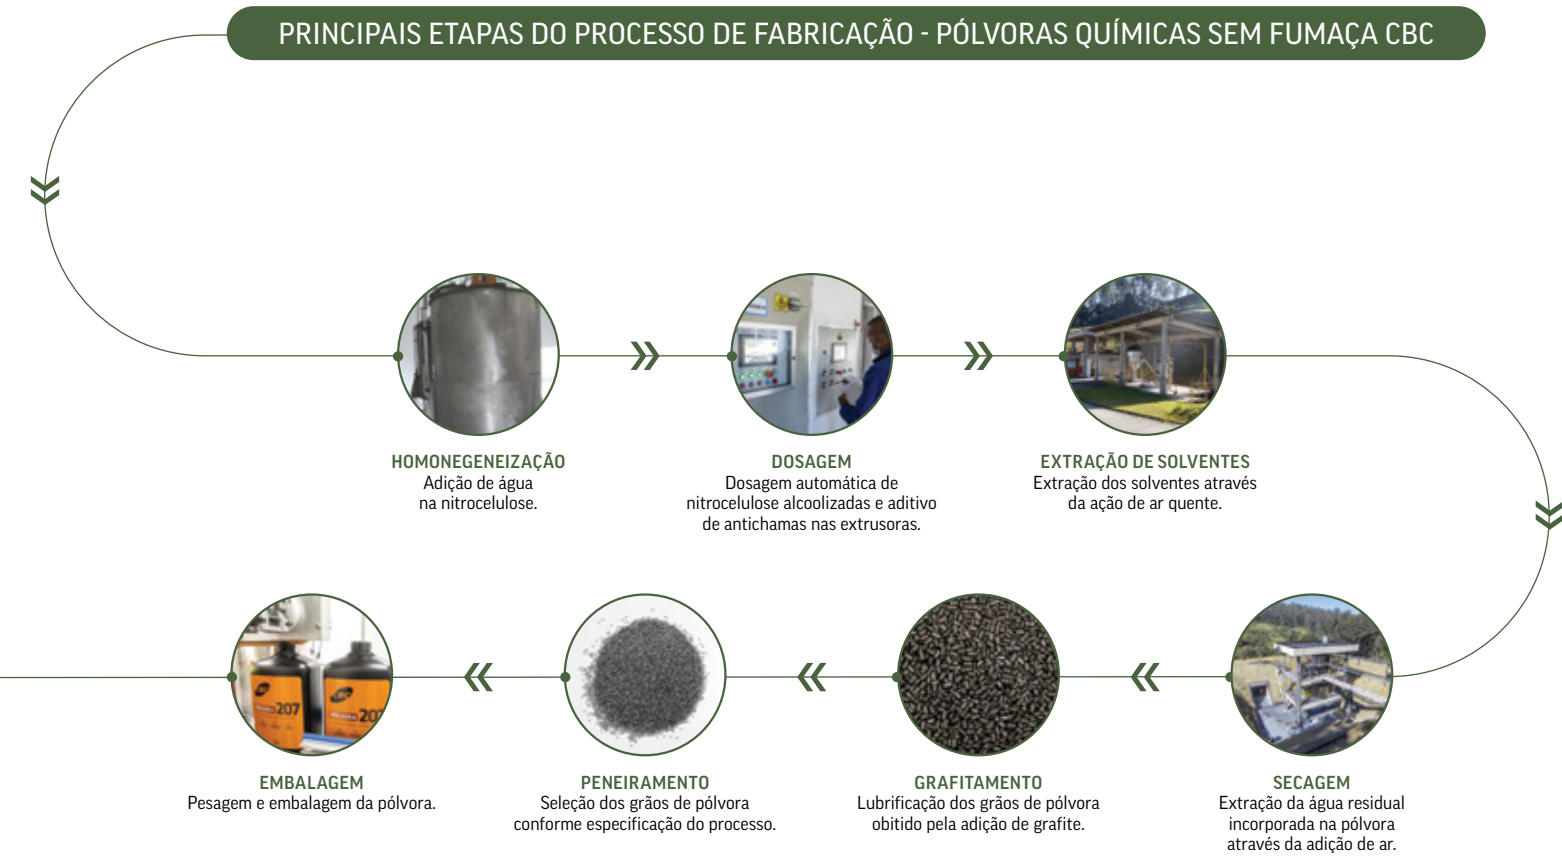 PRINCIPAIS ETAPAS DO PROCESSO DE FABRICAÇÃO - PÓLVORAS QUÍMICAS SEM FUMAÇA CBC
HOMONEGENEIZAÇÃO
Adição de água
na nitrocelulose.
DOSAGEM
Dosagem automática de
nitrocelulose alcoolizadas e aditivo
de antichamas nas extrusoras.
EXTRAÇÃO DE SOLVENTES
Extração dos solventes através
da ação de ar quente.
207
207
EMBALAGEM
Pesagem e embalagem da pólvora.
PENEIRAMENTO
Seleção dos grãos de pólvora
conforme especificação do processo.
GRAFITAMENTO
Lubrificação dos grãos de pólvora
obitido pela adição de grafite.
SECAGEM
Extração da água residual
incorporada na pólvora
através da adição de ar.